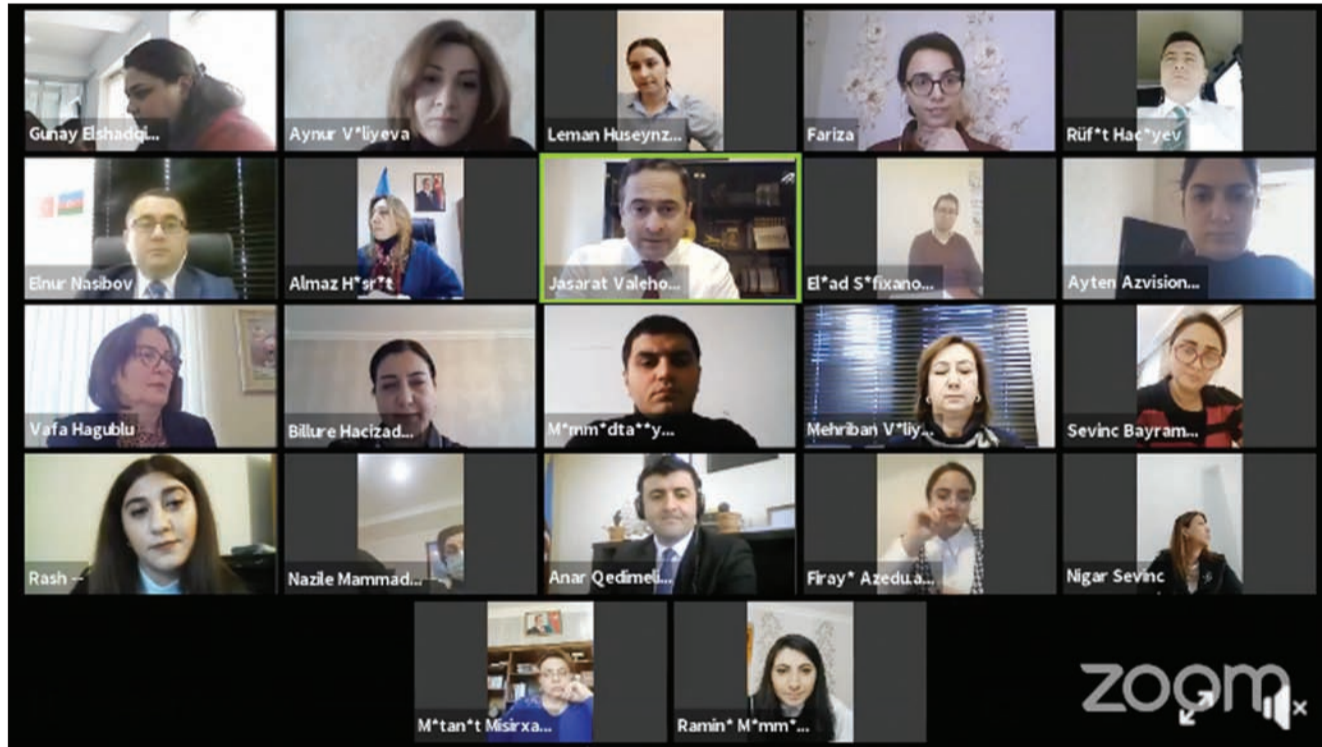 Gunay Elshadqi...
Aynur V*liyeva
Leman Huseynz...
Fariza
Rüf*t Hac*yev
Elnur Nasibov
Almaz H*sr*t
Jasarat Valeho...
El*ad S*fixano...
Ayten Azvision...
Vafa Hagublu
Billure Hacizad...
M*mm*dta**y...
Mehriban V*liy...
Sevinc Bayram...
Rash --
Nazile Mammad...
Anar Qedimeli...
Firay* Azedu.a...
Nigar Sevinc
M*tan*t Misirxa...
Ramin* M*mm*...
zoom